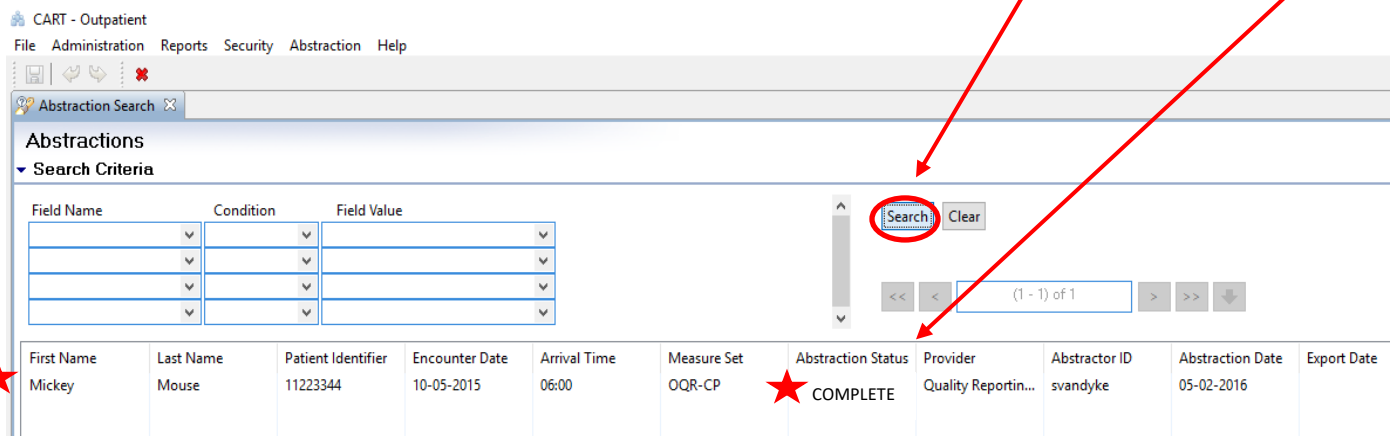 CART - Outpatient
File Administration Reports Security Abstraction Help
Abstraction Search
Abstractions
Search Criteria
Field Name Condition Field Value
Search Clear
<< < (1 - 1) of 1 > >>
First Name Last Name Patient Identifier Encounter Date Arrival Time Measure Set Abstraction Status Provider Abstractor ID Abstraction Date Export Date
Mickey Mouse 11223344 10-05-2015 06:00 OQR-CP COMPLETE Quality Reportin... svandyke 05-02-2016